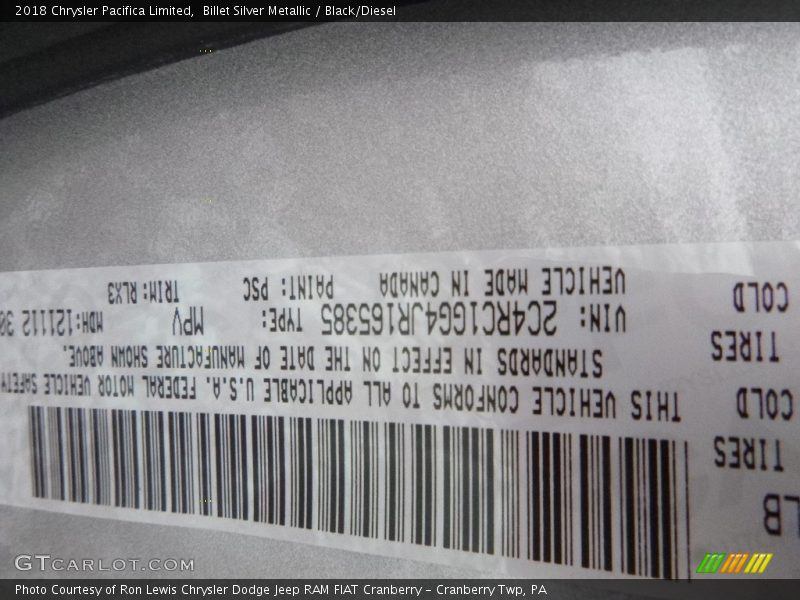 2018 Chrysler Pacifica Limited, Billet Silver Metallic / Black/Diesel
LB
TIRES
COLD
THIS VEHICLE CONFORMS TO ALL APPLICABLE U.S.A. FEDERAL MOTOR VEHICLE SAFETY
STANDARDS IN EFFECT ON THE DATE OF MANUFACTURE SHOWN ABOVE.
TIRES
VIN: 2C4RC1GG4JR165385 TYPE: MPV MDH: 121112 30
COLD
VEHICLE MADE IN CANADA PAINT: PSC TRIM: RLX3
GTCARLOT.COM
Photo Courtesy of Ron Lewis Chrysler Dodge Jeep RAM FIAT Cranberry - Cranberry Twp, PA